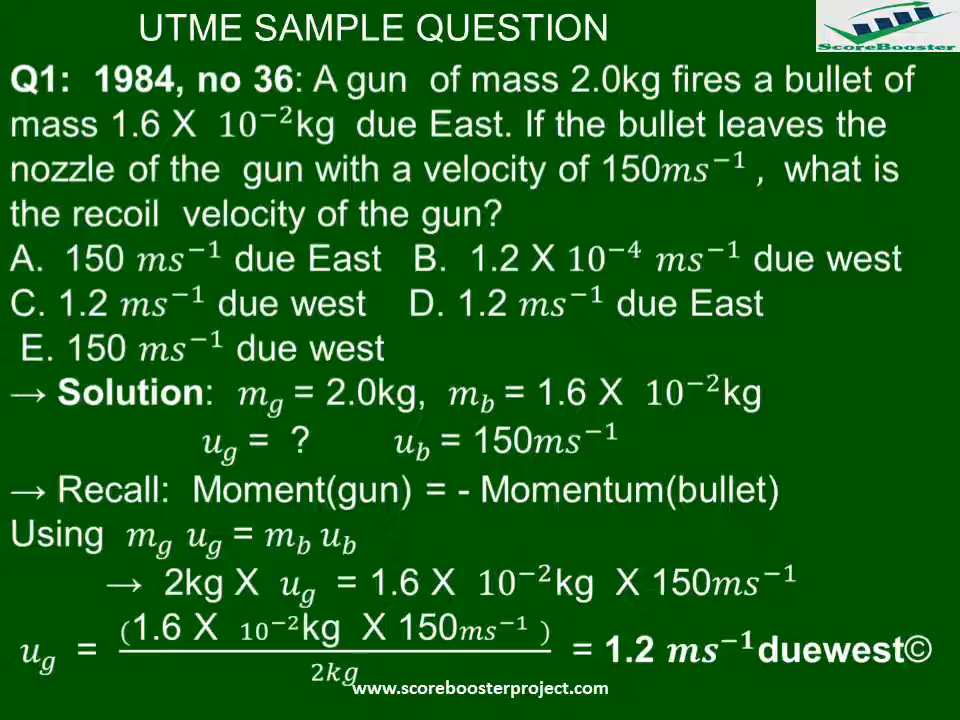 UTME SAMPLE QUESTION
ScoreBooster
Q1: 1984, no 36: A gun of mass 2.0kg fires a bullet of
mass 1.6 X 10⁻²kg due East. If the bullet leaves the
nozzle of the gun with a velocity of 150ms⁻¹ , what is
the recoil velocity of the gun?
A. 150 ms⁻¹ due East B. 1.2 X 10⁻⁴ ms⁻¹ due west
C. 1.2 ms⁻¹ due west D. 1.2 ms⁻¹ due East
E. 150 ms⁻¹ due west
→ Solution: m_g = 2.0kg, m_b = 1.6 X 10⁻²kg
u_g = ? u_b = 150ms⁻¹
→ Recall: Moment(gun) = - Momentum(bullet)
Using m_g u_g = m_b u_b
→ 2kg X u_g = 1.6 X 10⁻²kg X 150ms⁻¹
u_g = (1.6 X 10⁻²kg X 150ms⁻¹ ) / 2kg = 1.2 ms⁻¹duewest©
www.scoreboosterproject.com